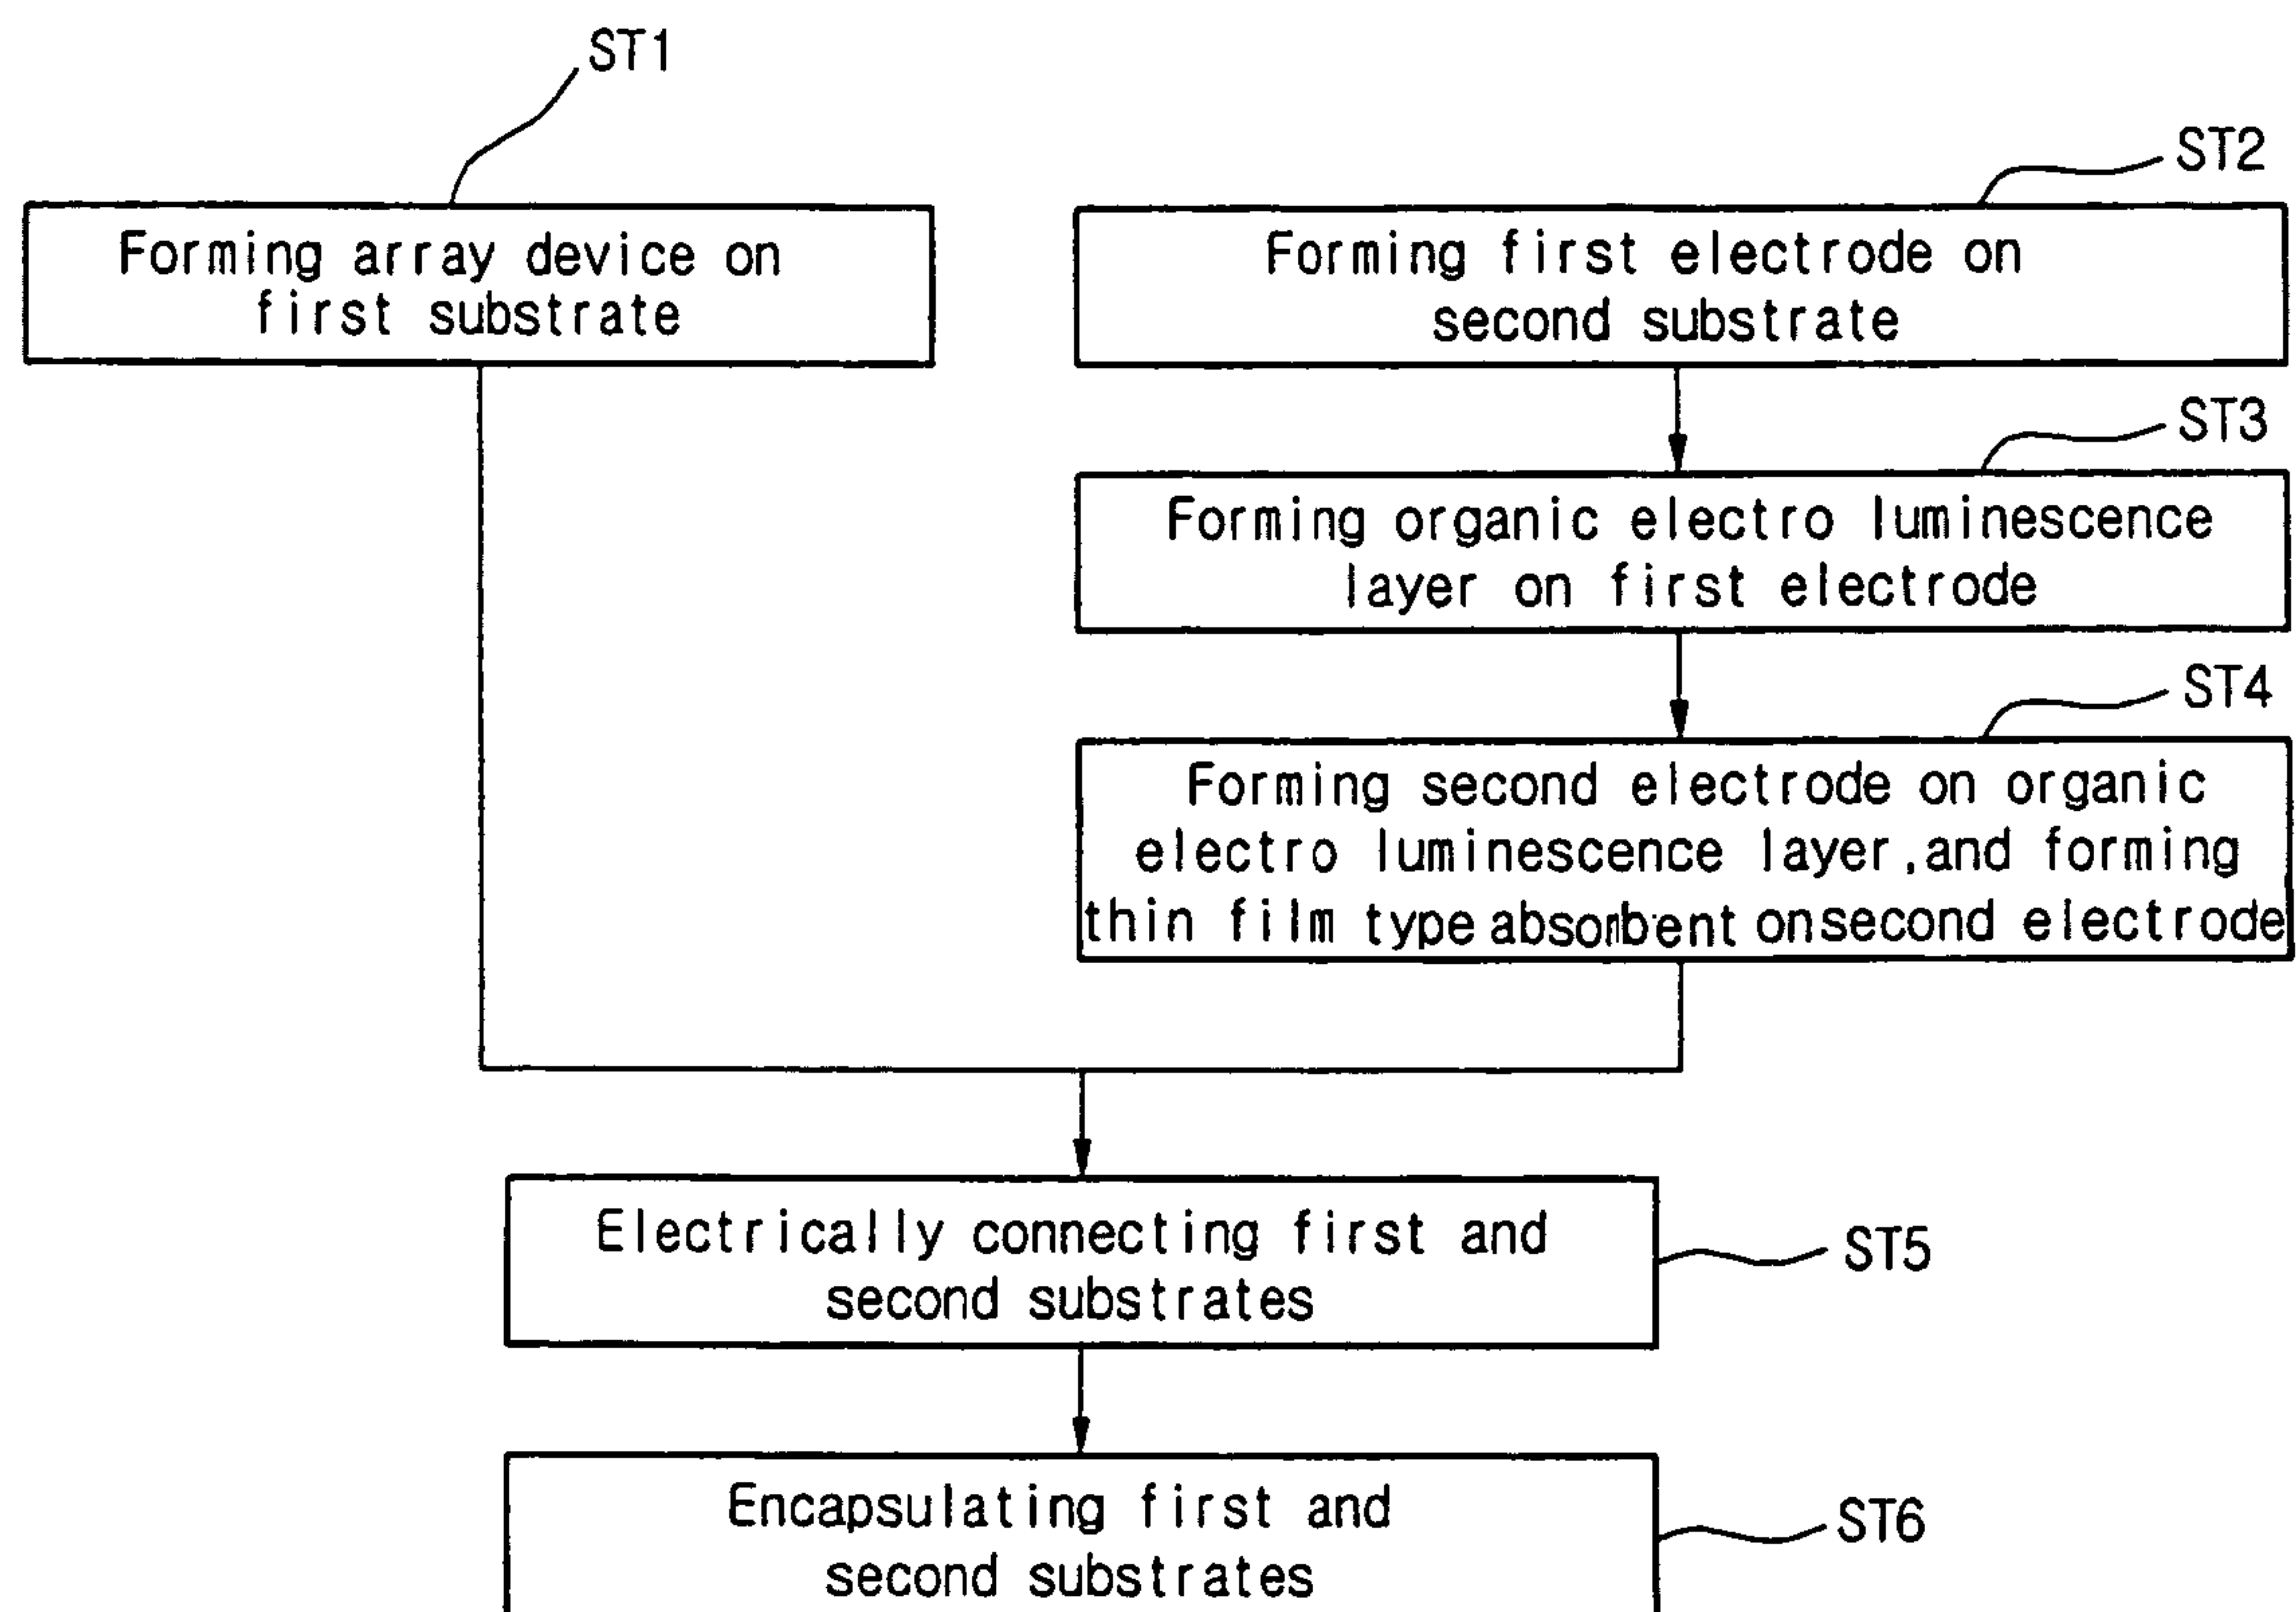 ST1
Forming array device on
first substrate
ST2
Forming first electrode on
second substrate
ST3
Forming organic electro luminescence
layer on first electrode
ST4
Forming second electrode on organic
electro luminescence layer,and forming
thin film type absorbent on second electrode
Electrically connecting first and
second substrates
ST5
Encapsulating first and
second substrates
ST6